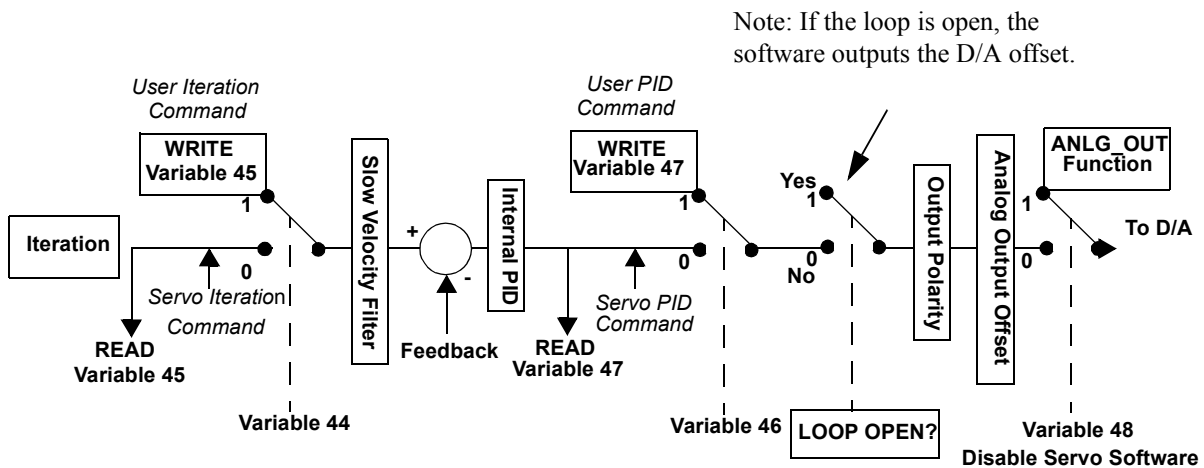 Note: If the loop is open, the
software outputs the D/A offset.
User Iteration
Command
WRITE
Variable 45
1
0
Iteration
Servo Iteration
Command
READ
Variable 45
Variable 44
Slow Velocity Filter
+
-
Feedback
Internal PID
READ
Variable 47
User PID
Command
WRITE
Variable 47
1
0
Servo PID
Command
Variable 46
Yes
1
0
No
LOOP OPEN?
Output Polarity
Analog Output Offset
ANLG_OUT
Function
1
0
To D/A
Variable 48
Disable Servo Software